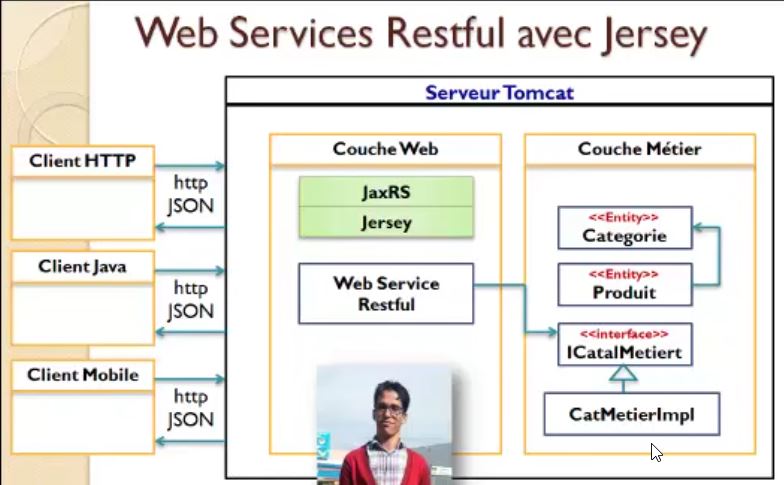 Web Services Restful avec Jersey
Serveur Tomcat
Client HTTP
http
JSON
Client Java
http
JSON
Client Mobile
http
JSON
Couche Web
JaxRS
Jersey
Web Service
Restful
Couche Métier
<<Entity>>
Categorie
<<Entity>>
Produit
<<interface>>
ICatalMetiert
CatMetierImpl